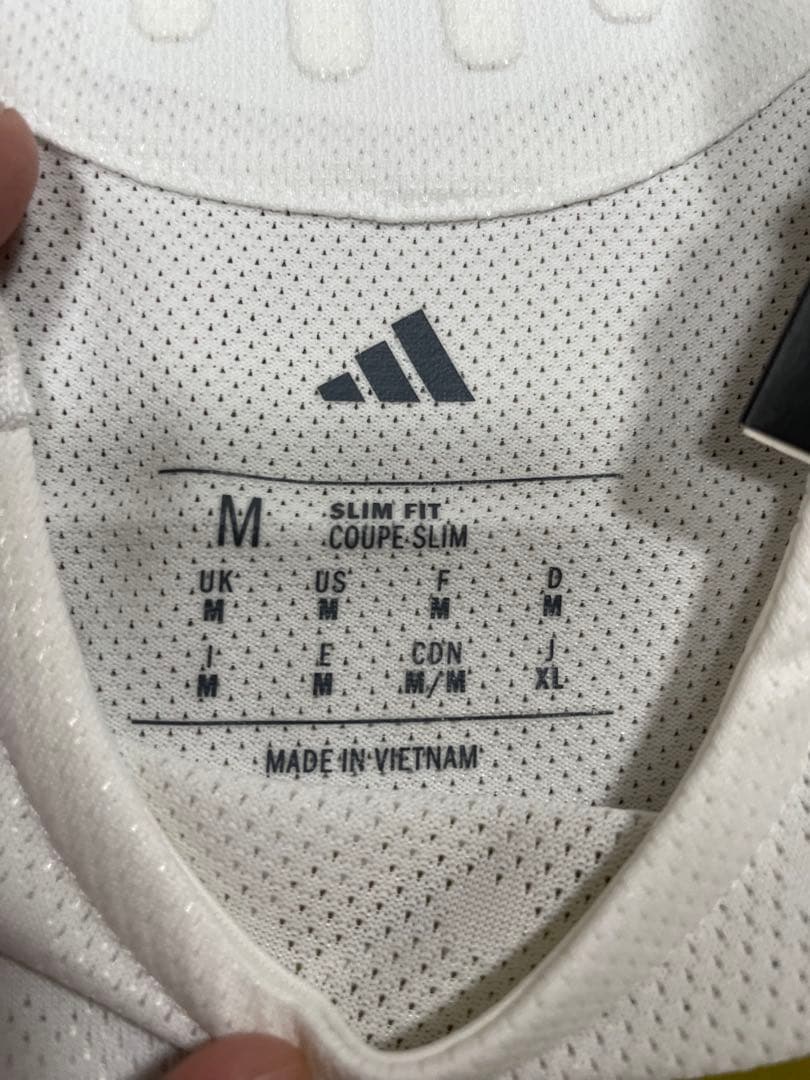 M SLIM FIT
COUPE SLIM
UK US F D
M M M M
I E CDN J
M M M/M XL
MADE IN VIETNAM